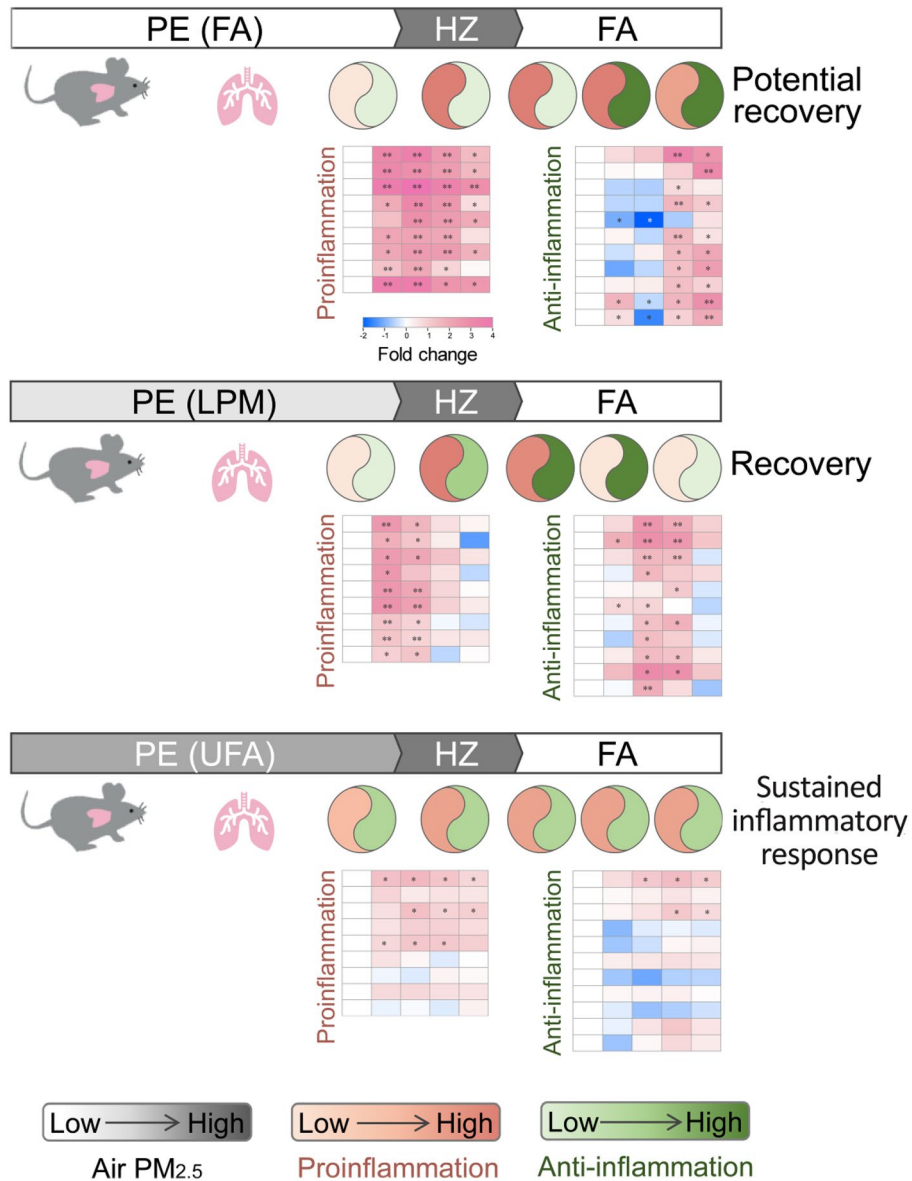 PE (FA) HZ FA
Potential
recovery
Proinflammation
** ** ** *
** ** ** *
** ** ** **
* ** ** *
** ** *
* ** **
* ** ** *
** ** *
** ** * *
-2 -1 0 1 2 3 4
Fold change
Anti-inflammation
** *
**
*
** *
* *
** *
* *
* *
* *
* * * **
* * * **
PE (LPM) HZ FA
Recovery
Proinflammation
** *
* *
* *
*
** **
** **
** *
** **
* *
Anti-inflammation
** **
* ** **
** **
*
*
* *
* *
*
* *
* *
**
PE (UFA) HZ FA
Sustained
inflammatory
response
Proinflammation
* * * *
* * *
* * *
Anti-inflammation
* * *
* *
Low → High
Air PM2.5
Low → High
Proinflammation
Low → High
Anti-inflammation